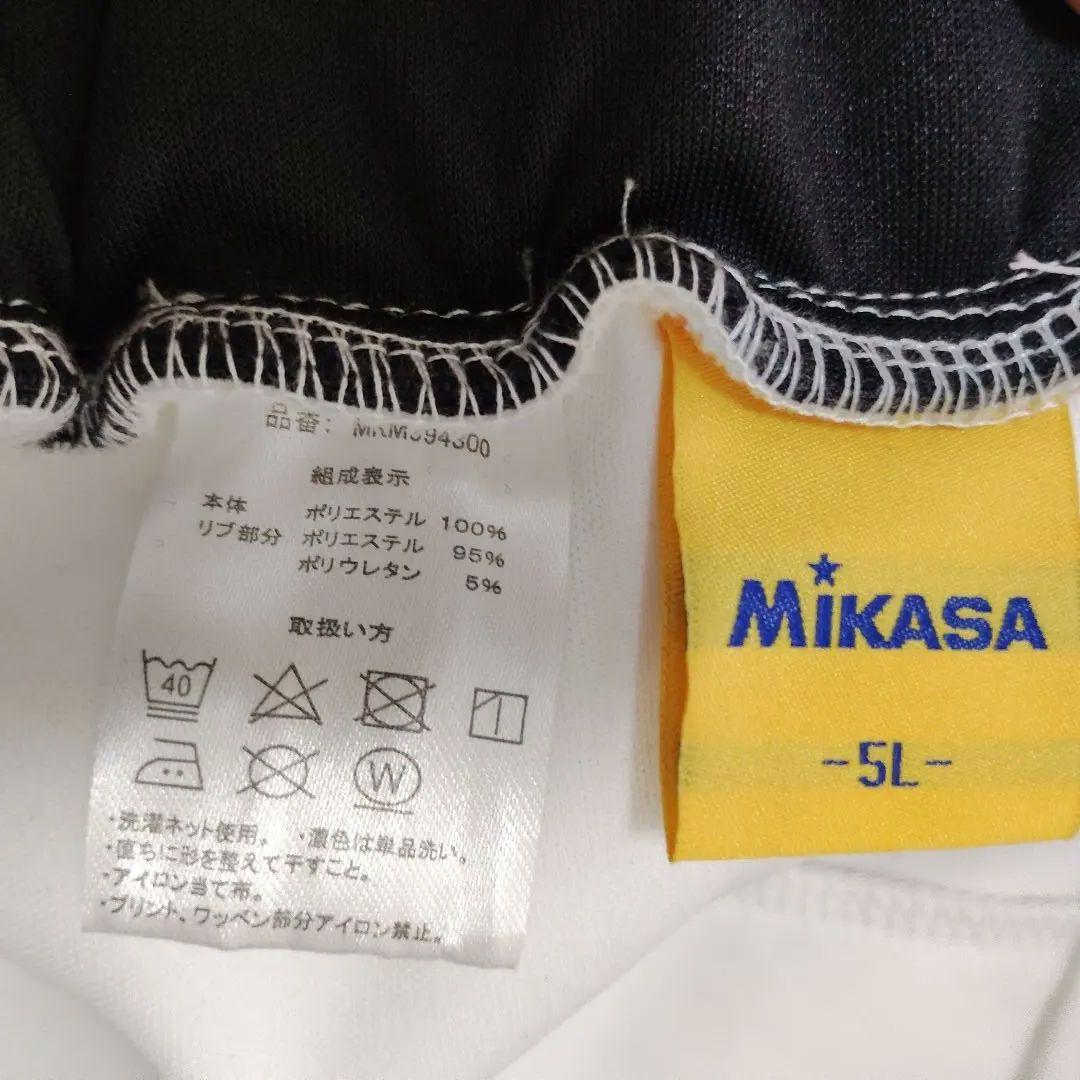 品番:
組成表示
本体 ポリエステル 100%
リブ部分 ポリエステル 95%
ポリウレタン 5%
取扱い方
40
W
・洗濯ネット使用。 ・濃色は単品洗い。
・直ちに形を整えて干すこと。
・アイロン当て布。
・プリント、ワッペン部分アイロン禁止。
MiKASA
-5L-